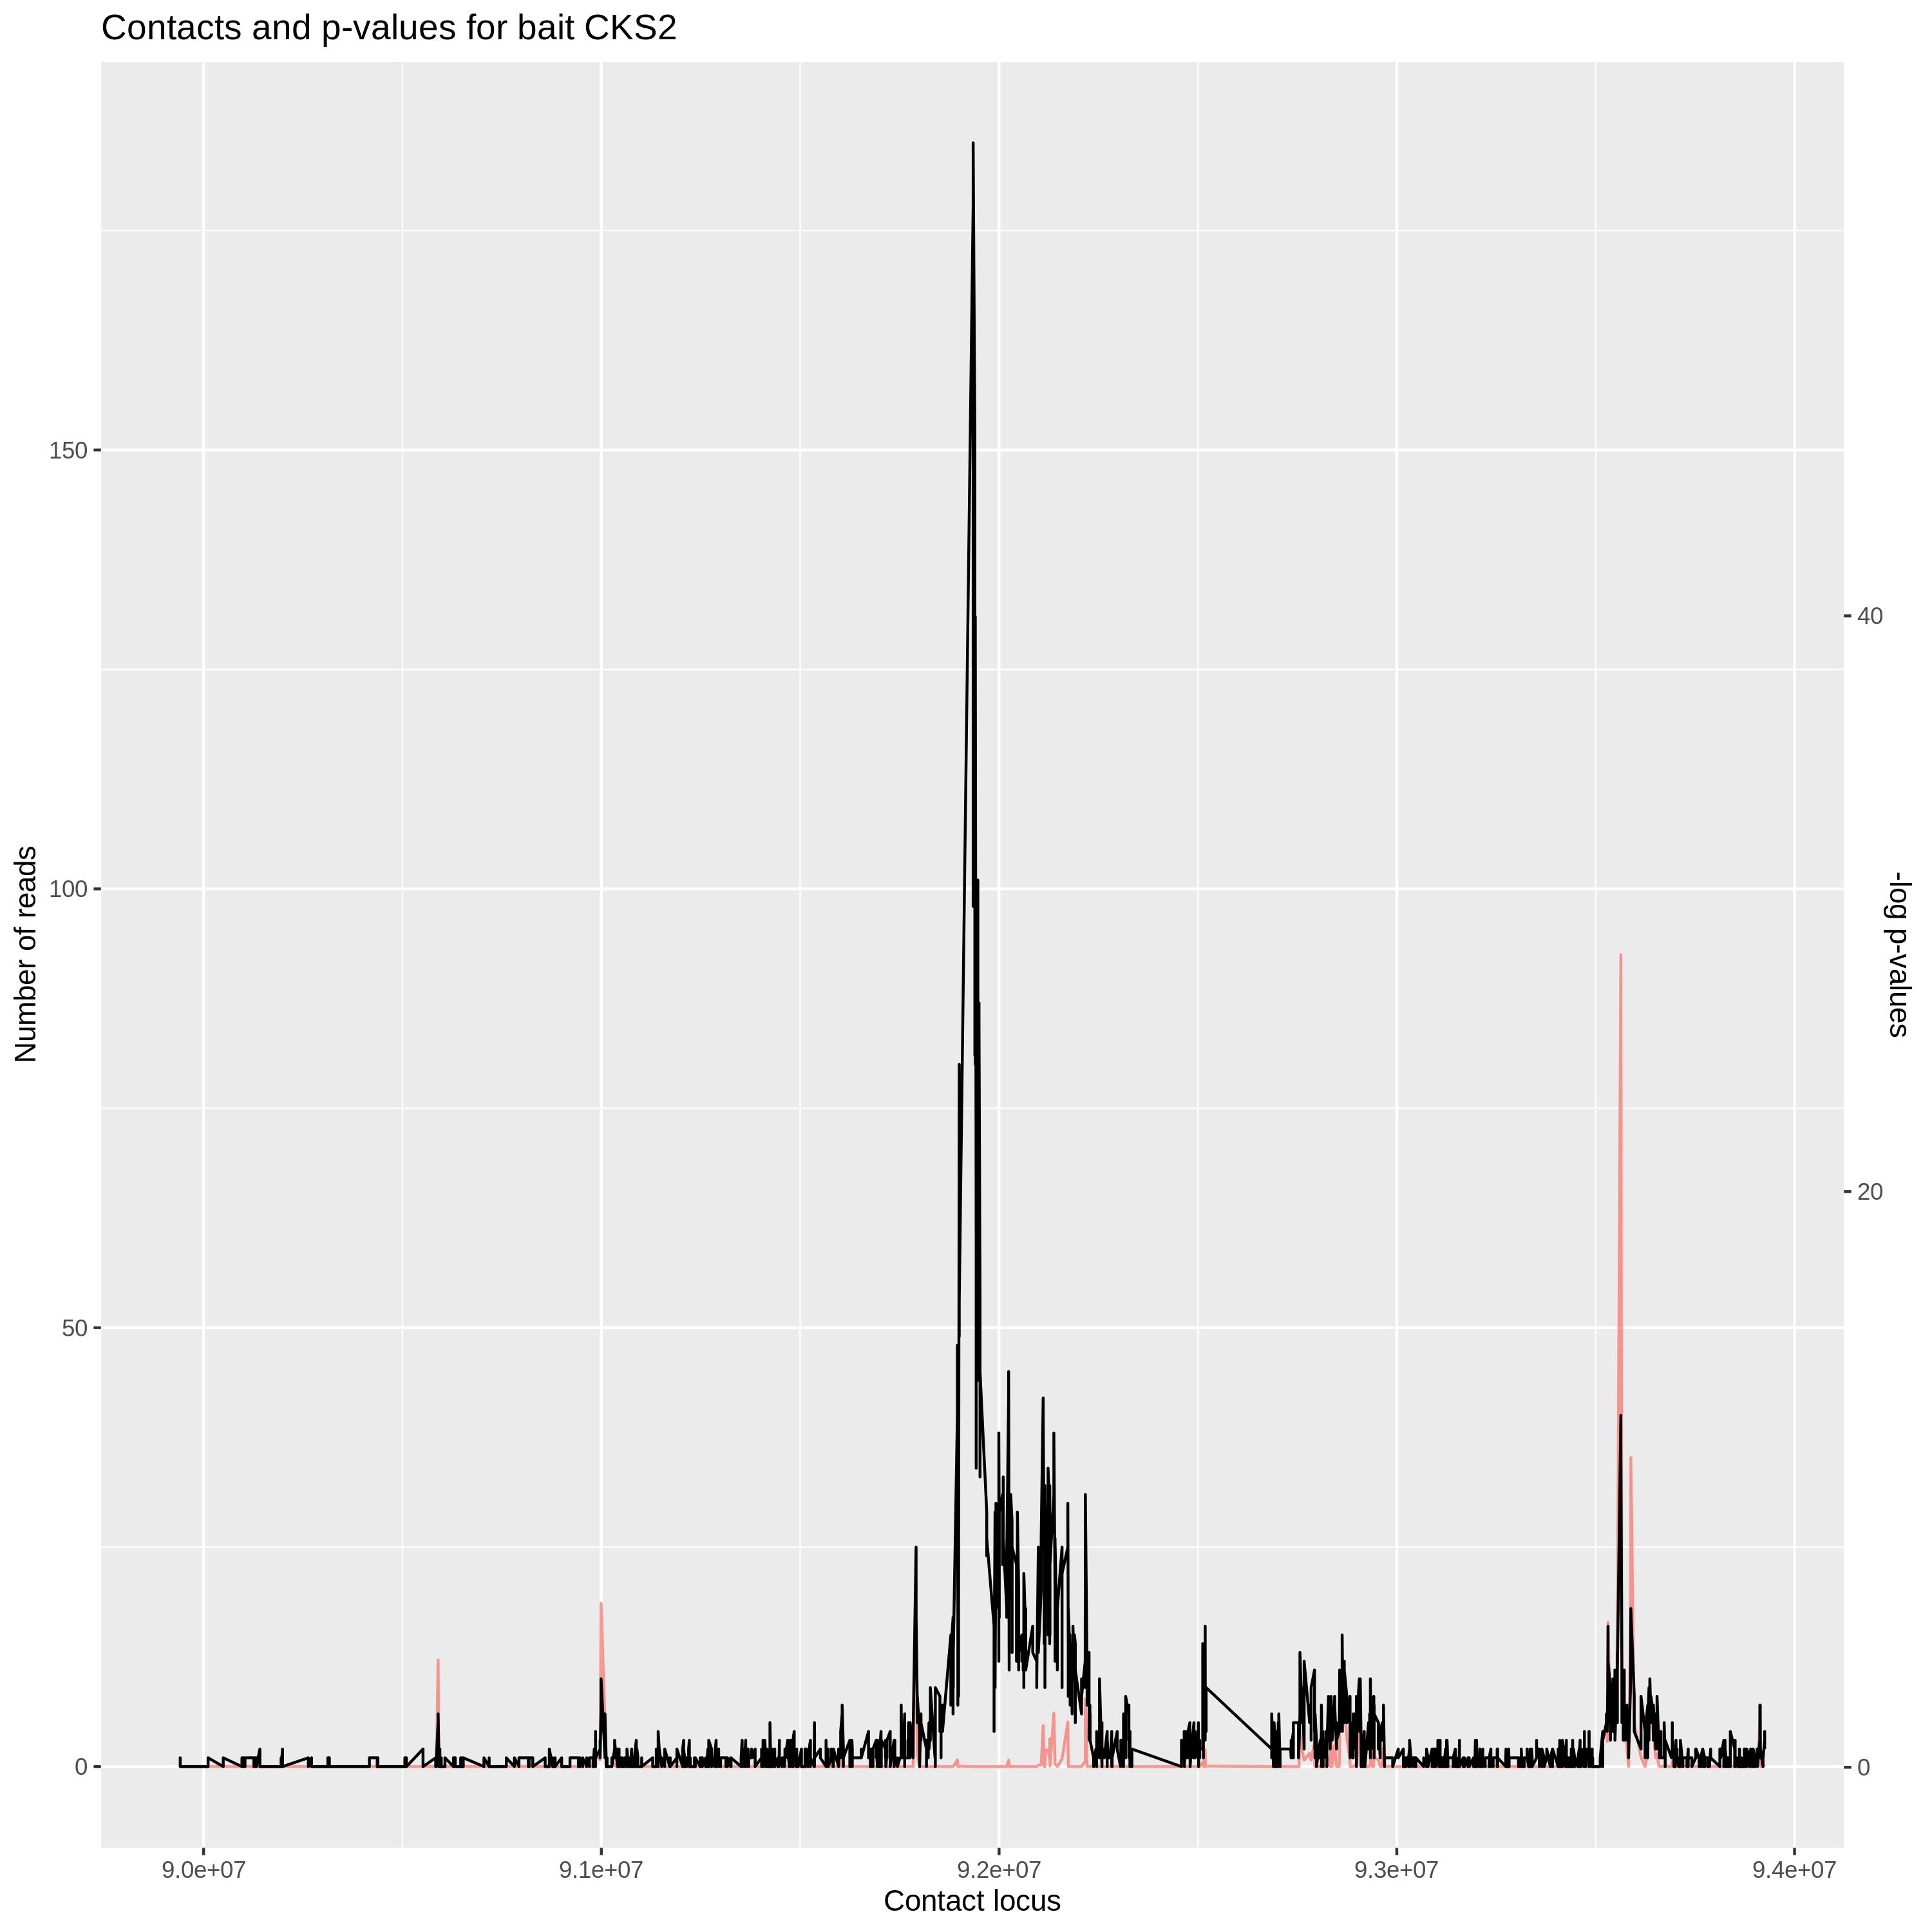 Contacts and p-values for bait CKS2
150
100
50
0
Number of reads
40
20
0
-log p-values
9.0e+07
9.1e+07
9.2e+07
9.3e+07
9.4e+07
Contact locus